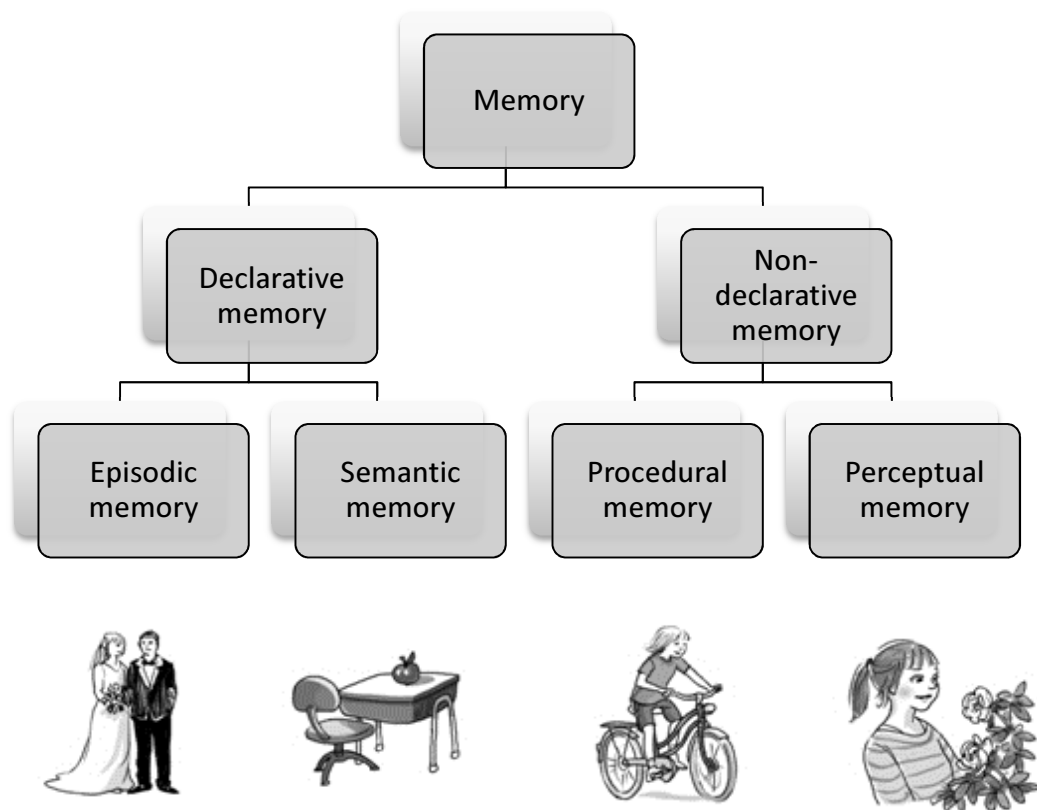 Memory
Declarative
memory
Non-
declarative
memory
Episodic
memory
Semantic
memory
Procedural
memory
Perceptual
memory